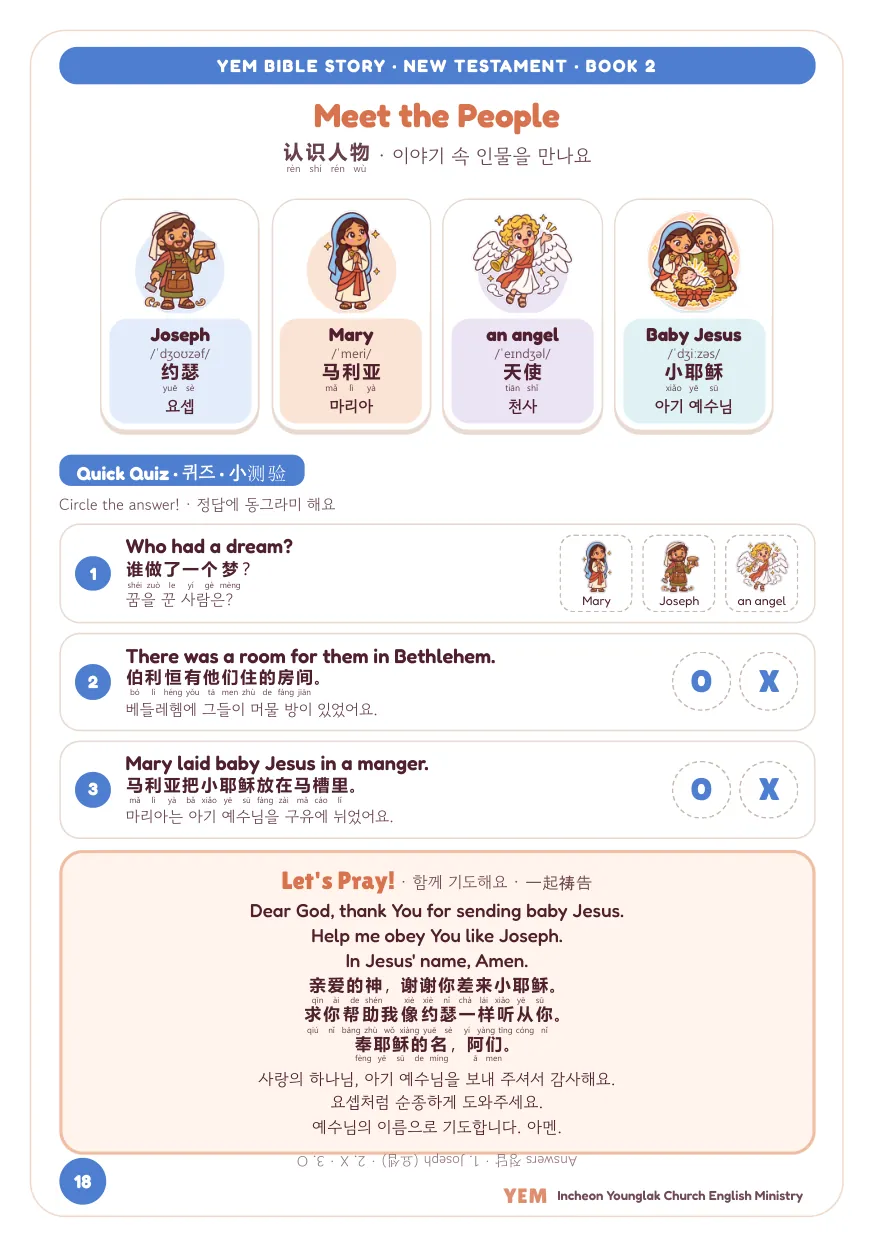 YEM BIBLE STORY · NEW TESTAMENT · BOOK 2
Meet the People
认识人物 · 이야기 속 인물을 만나요
rèn shi rén wù
Joseph
/ˈdʒoʊzəf/
约瑟
yuē sè
요셉
Mary
/ˈmeri/
马利亚
mǎ lì yà
마리아
an angel
/ˈeɪndʒəl/
天使
tiān shǐ
천사
Baby Jesus
/ˈdʒiːzəs/
小耶稣
xiǎo yē sū
아기 예수님
Quick Quiz · 퀴즈 · 小测验
Circle the answer! · 정답에 동그라미 해요
1
Who had a dream?
谁做了一个梦？
shéi zuò le yí gè mèng
꿈을 꾼 사람은?
Mary
Joseph
an angel
2
There was a room for them in Bethlehem.
伯利恒有他们住的房间。
bó lì héng yǒu tā men zhù de fáng jiān
베들레헴에 그들이 머물 방이 있었어요.
O X
3
Mary laid baby Jesus in a manger.
马利亚把小耶稣放在马槽里。
mǎ lì yà bǎ xiǎo yē sū fàng zài mǎ cáo lǐ
마리아는 아기 예수님을 구유에 뉘었어요.
O X
Let's Pray! · 함께 기도해요 · 一起祷告
Dear God, thank You for sending baby Jesus.
Help me obey You like Joseph.
In Jesus' name, Amen.
亲爱的神，谢谢你差来小耶稣。
qīn ài de shén xiè xiè nǐ chà lái xiǎo yē sū
求你帮助我像约瑟一样听从你。
qiú nǐ bāng zhù wǒ xiàng yuē sè yí yàng tīng cóng nǐ
奉耶稣的名，阿们。
fèng yē sū de míng ā men
사랑의 하나님, 아기 예수님을 보내 주셔서 감사해요.
요셉처럼 순종하게 도와주세요.
예수님의 이름으로 기도합니다. 아멘.
Answers 정답 · 1. Joseph (요셉) · 2. X · 3. O
18
YEM Incheon Younglak Church English Ministry